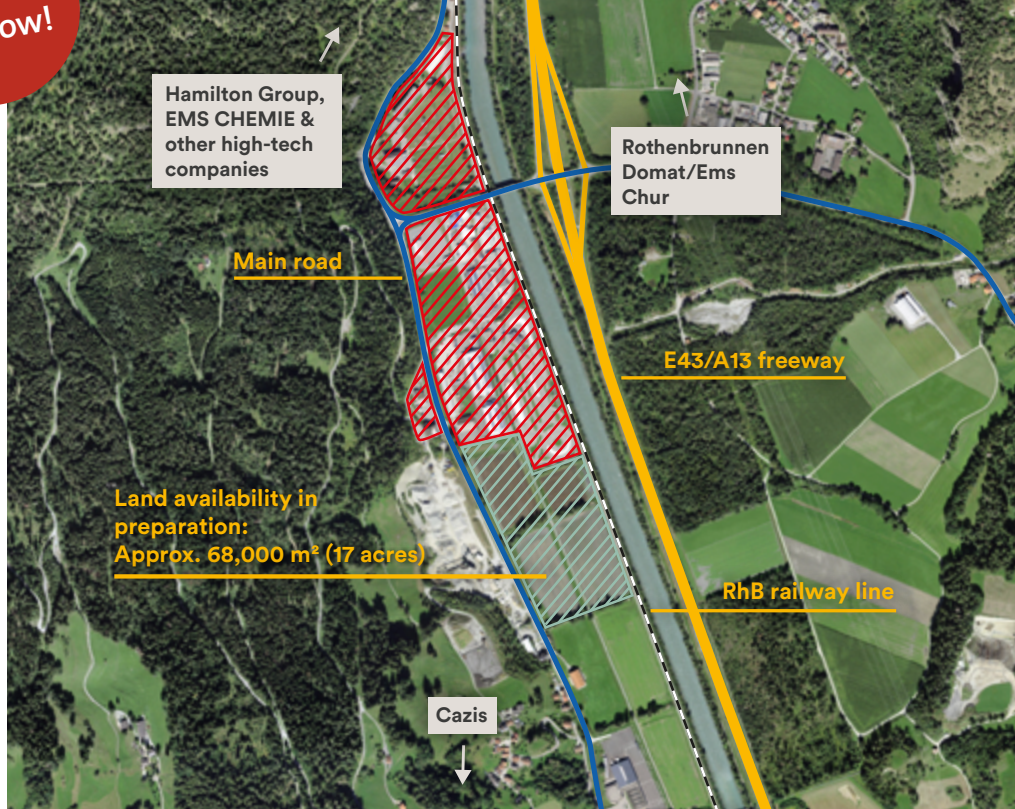 ow!
Hamilton Group,
EMS CHEMIE &
other high-tech
companies
Rothenbrunnen
Domat/Ems
Chur
Main road
E43/A13 freeway
Land availability in
preparation:
Approx. 68,000 m² (17 acres)
RhB railway line
Cazis